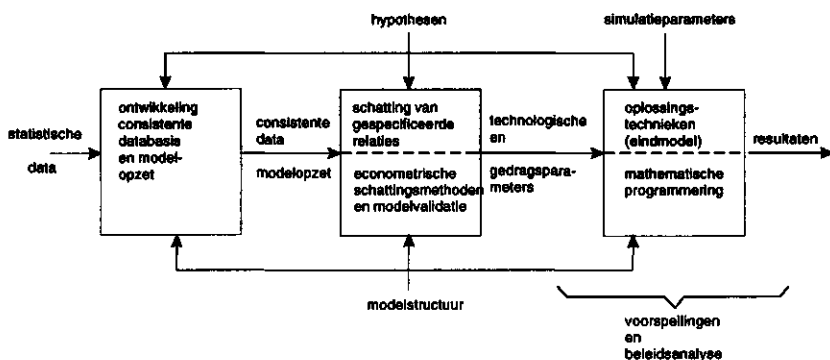 hypothesen
simulatieparameters
statistische
data
ontwikkeling
consistente
databasis
en model-
opzet
consistente
data
modelopzet
schatting van
gespecificeerde
relaties
econometrische
schattingsmethoden
en modelvalidatie
technologische
en
gedragspara-
meters
oplossings-
technieken
(eindmodel)
mathematische
programmering
resultaten
modelstructuur
voorspellingen
en
beleidsanalyse